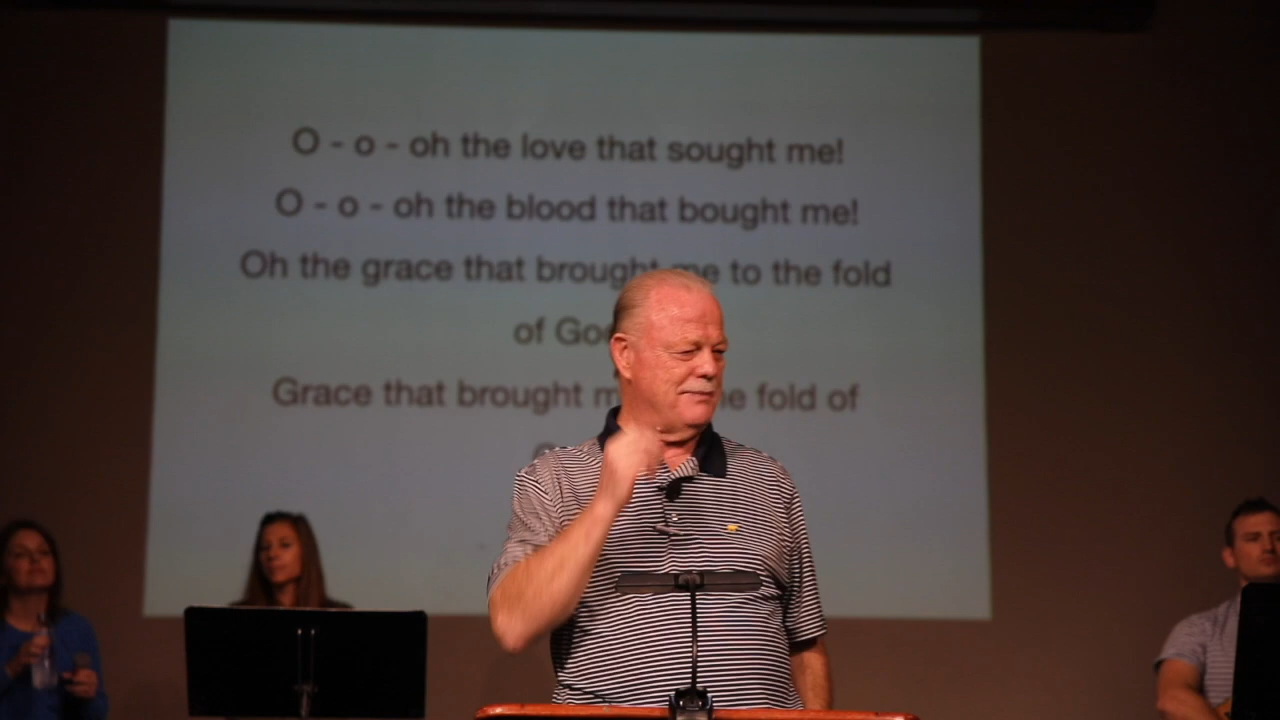 O - o - oh the love that sought me!
O - o - oh the blood that bought me!
Oh the grace that brought me to the fold
of God
Grace that brought fold of